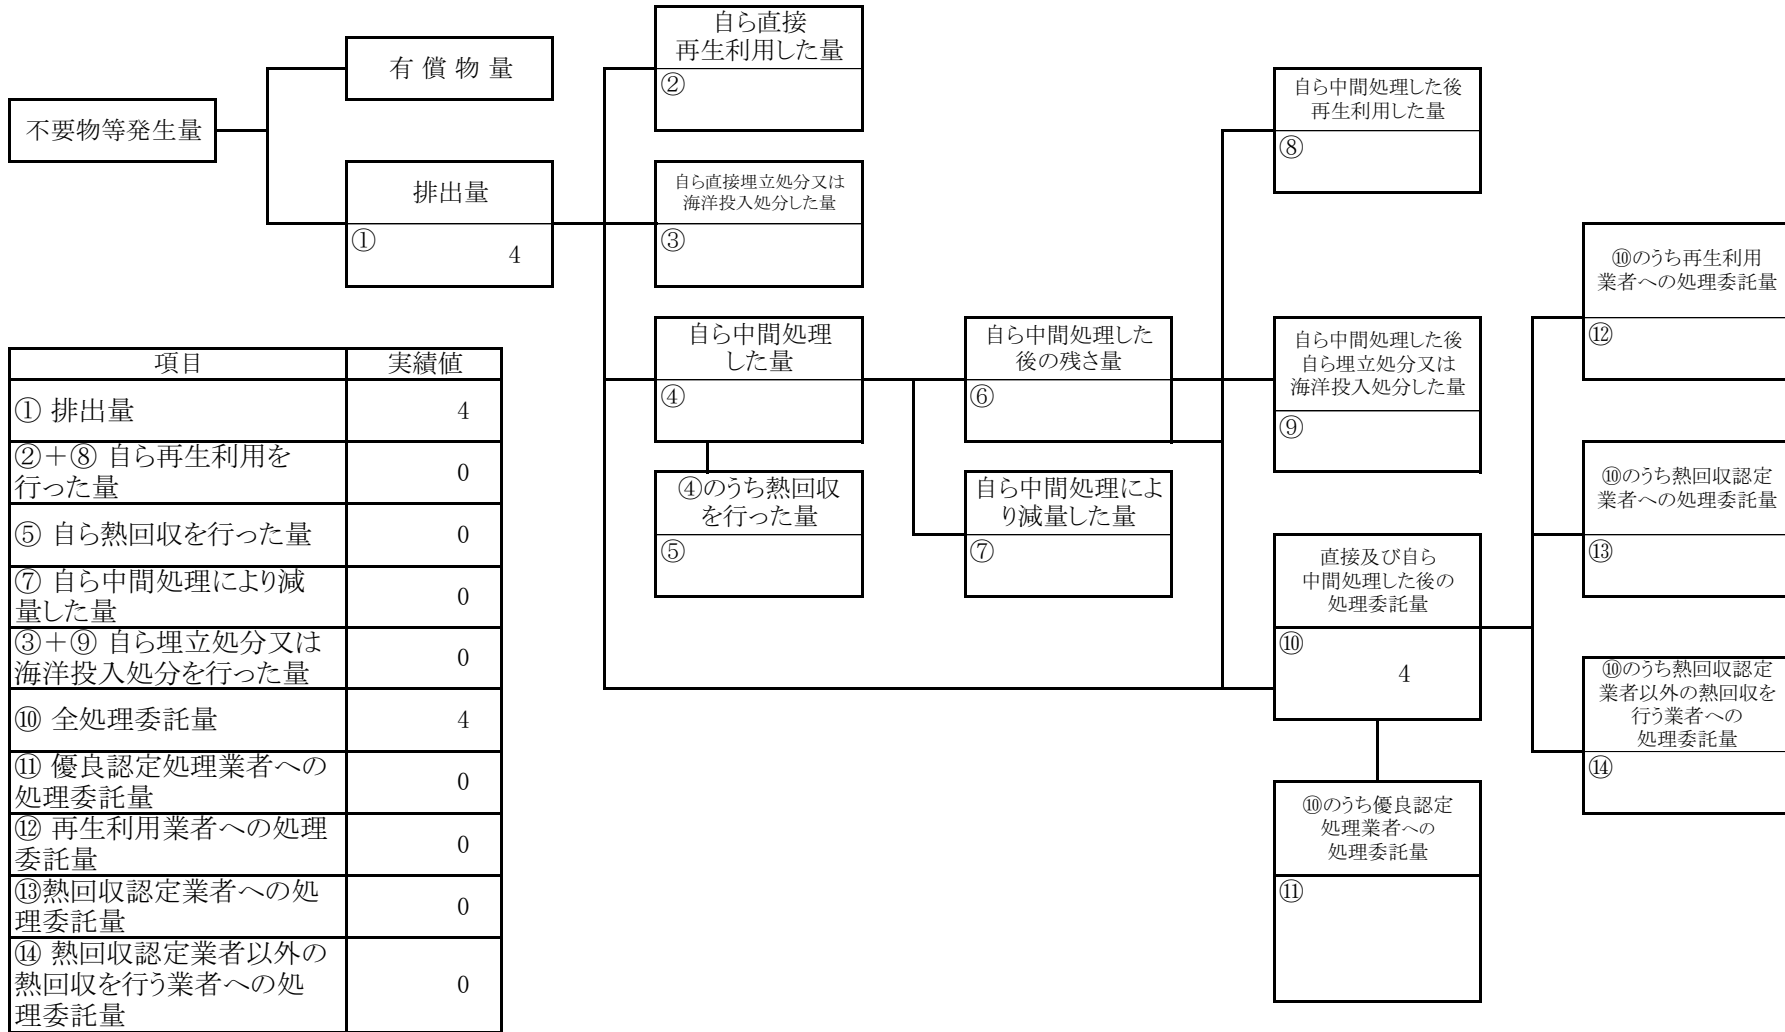 不要物等発生量
有 償 物 量
排出量
①
4
自ら直接
再生利用した量
②
自ら直接埋立処分又は
海洋投入処分した量
③
自ら中間処理
した量
④
④のうち熱回収
を行った量
⑤
自ら中間処理した
後の残さ量
⑥
自ら中間処理によ
り減量した量
⑦
自ら中間処理した後
再生利用した量
⑧
自ら中間処理した後
自ら埋立処分又は
海洋投入処分した量
⑨
直接及び自ら
中間処理した後の
処理委託量
⑩
4
⑩のうち優良認定
処理業者への
処理委託量
⑪
⑩のうち再生利用
業者への処理委託量
⑫
⑩のうち熱回収認定
業者への処理委託量
⑬
⑩のうち熱回収認定
業者以外の熱回収を
行う業者への
処理委託量
⑭
項目 実績値
① 排出量 4
②＋⑧ 自ら再生利用を
行った量 0
⑤ 自ら熱回収を行った量 0
⑦ 自ら中間処理により減
量した量 0
③＋⑨ 自ら埋立処分又は
海洋投入処分を行った量 0
⑩ 全処理委託量 4
⑪ 優良認定処理業者への
処理委託量 0
⑫ 再生利用業者への処理
委託量 0
⑬熱回収認定業者への処
理委託量 0
⑭ 熱回収認定業者以外の
熱回収を行う業者への処
理委託量 0